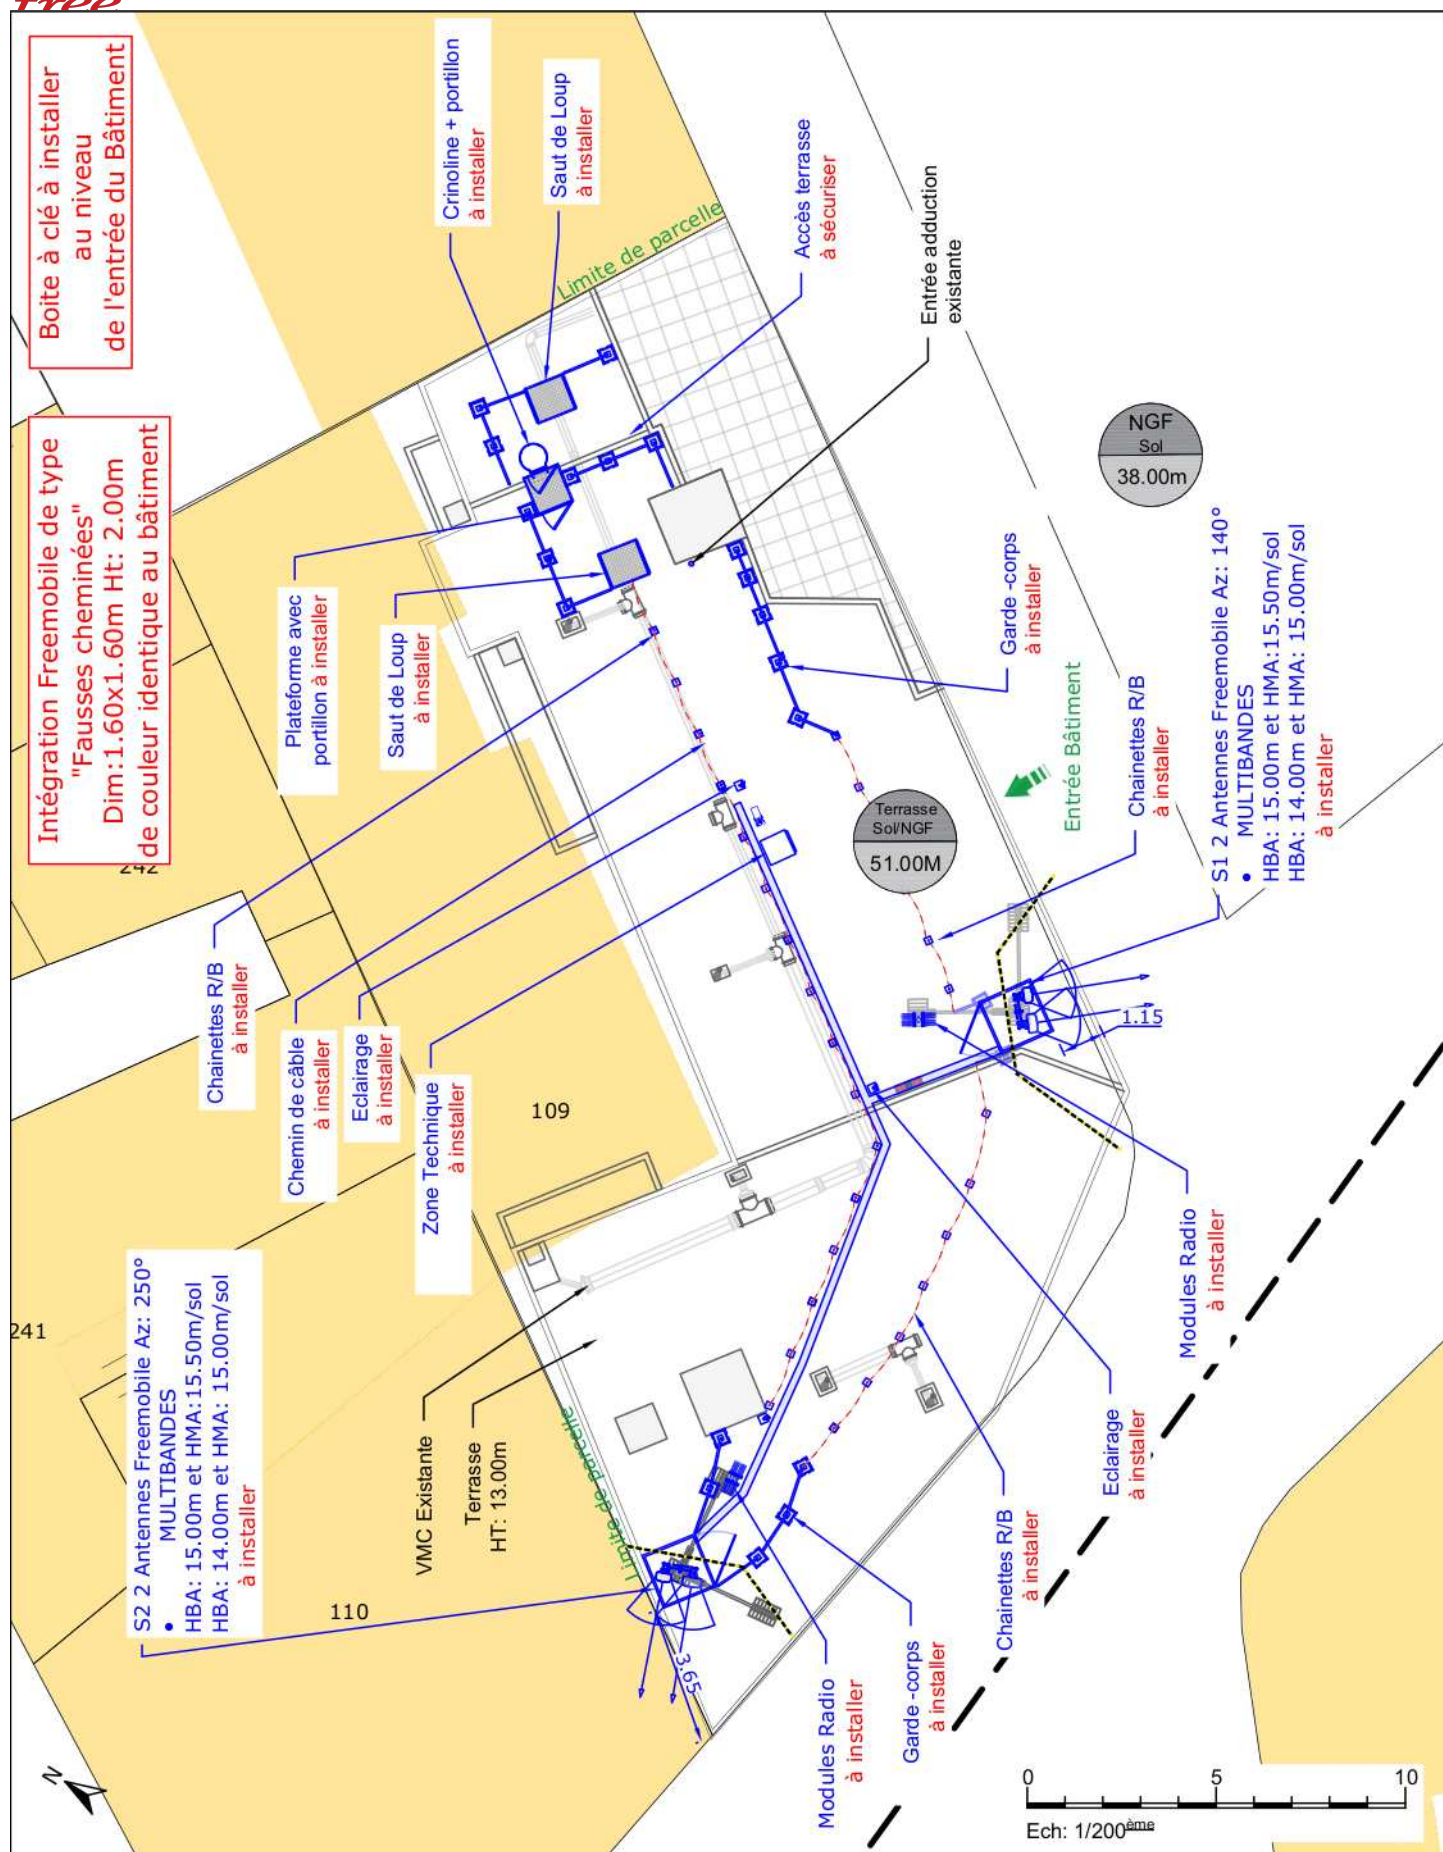 free
Boite à clé à installer
au niveau
de l'entrée du Bâtiment
Intégration Freemobile de type
"Fausses cheminées"
Dim:1.60x1.60m Ht: 2.00m
de couleur identique au bâtiment
Crinoline + portillon
à installer
Saut de Loup
à installer
Accès terrasse
à sécuriser
Entrée adduction
existante
Limite de parcelle
Plateforme avec
portillon à installer
Saut de Loup
à installer
NGF
Sol
38.00m
Garde -corps
à installer
Entrée Bâtiment
Chainettes R/B
à installer
S1 2 Antennes Freemobile Az: 140°
• MULTIBANDES
HBA: 15.00m et HMA:15.50m/sol
HBA: 14.00m et HMA: 15.00m/sol
à installer
Terrasse
Sol/NGF
51.00M
242
Chainettes R/B
à installer
Chemin de câble
à installer
Eclairage
à installer
Zone Technique
à installer
109
1.15
241
S2 2 Antennes Freemobile Az: 250°
• MULTIBANDES
HBA: 15.00m et HMA:15.50m/sol
HBA: 14.00m et HMA: 15.00m/sol
à installer
VMC Existante
Terrasse
HT: 13.00m
Limite de parcelle
110
3.65
Modules Radio
à installer
Eclairage
à installer
Chainettes R/B
à installer
Garde -corps
à installer
Modules Radio
à installer
N
0 5 10
Ech: 1/200ème